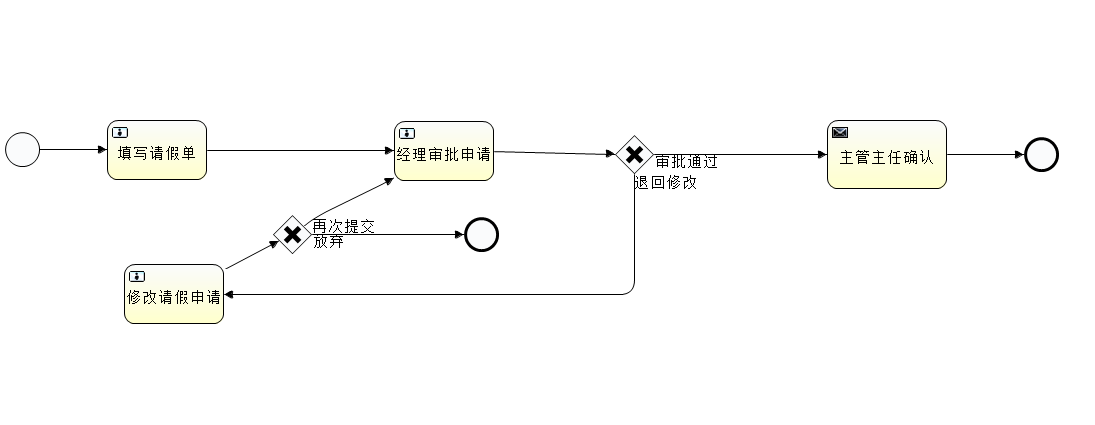 填写请假单
经理审批申请
审批通过
主管主任确认
退回修改
再次提交
放弃
修改请假申请